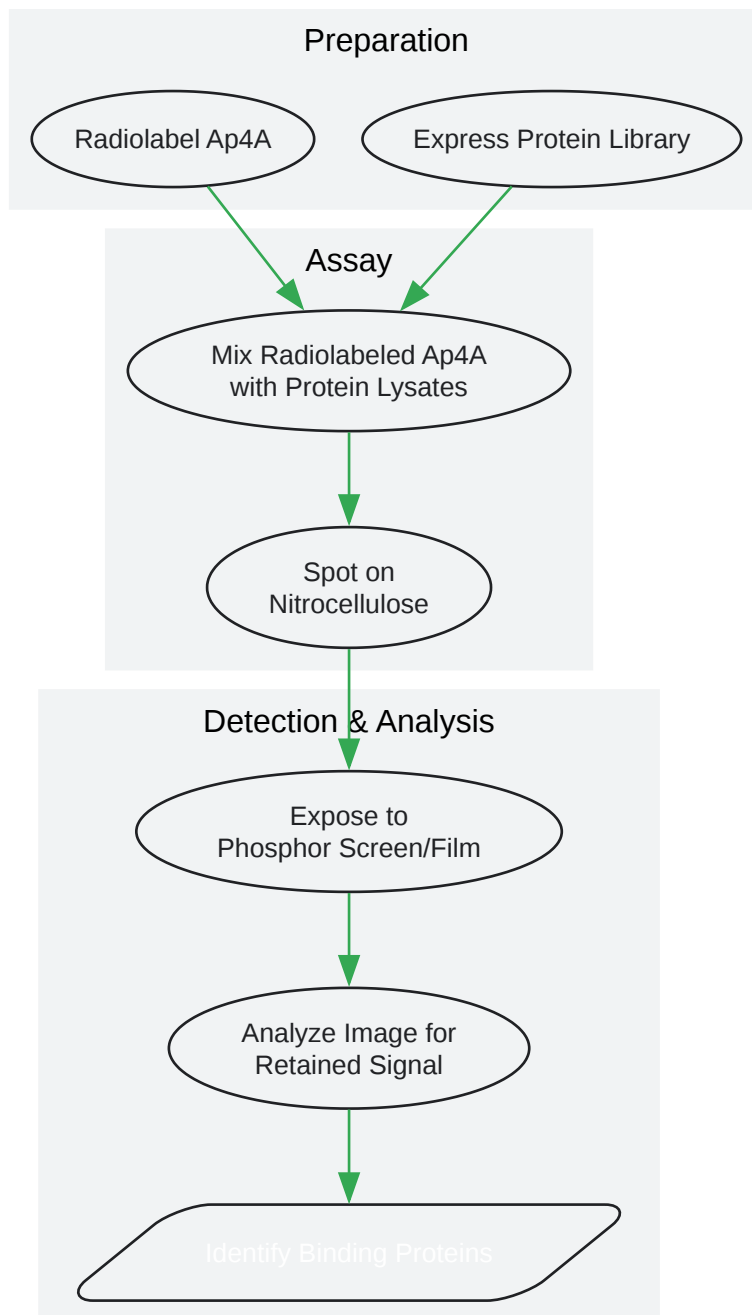 Preparation
Radiolabel Ap4A
Express Protein Library
Assay
Mix Radiolabeled Ap4A
with Protein Lysates
Spot on
Nitrocellulose
Detection & Analysis
Expose to
Phosphor Screen/Film
Analyze Image for
Retained Signal
Identify Binding Proteins